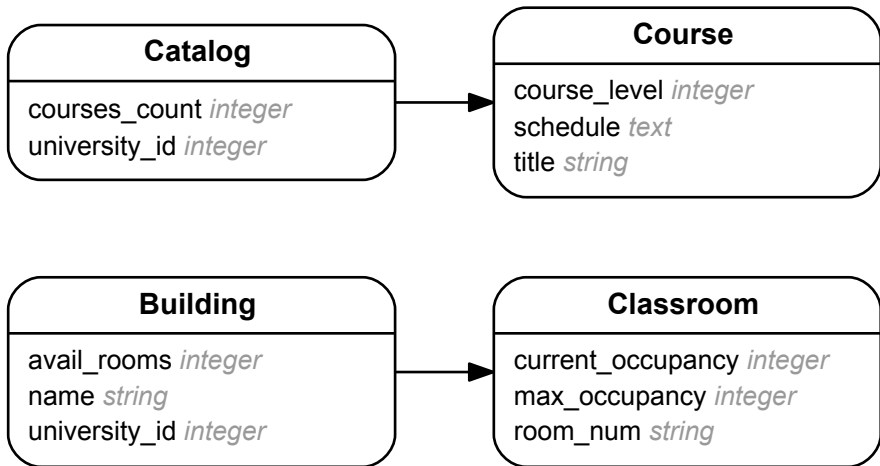 Catalog
courses_count integer
university_id integer
Course
course_level integer
schedule text
title string
Building
avail_rooms integer
name string
university_id integer
Classroom
current_occupancy integer
max_occupancy integer
room_num string